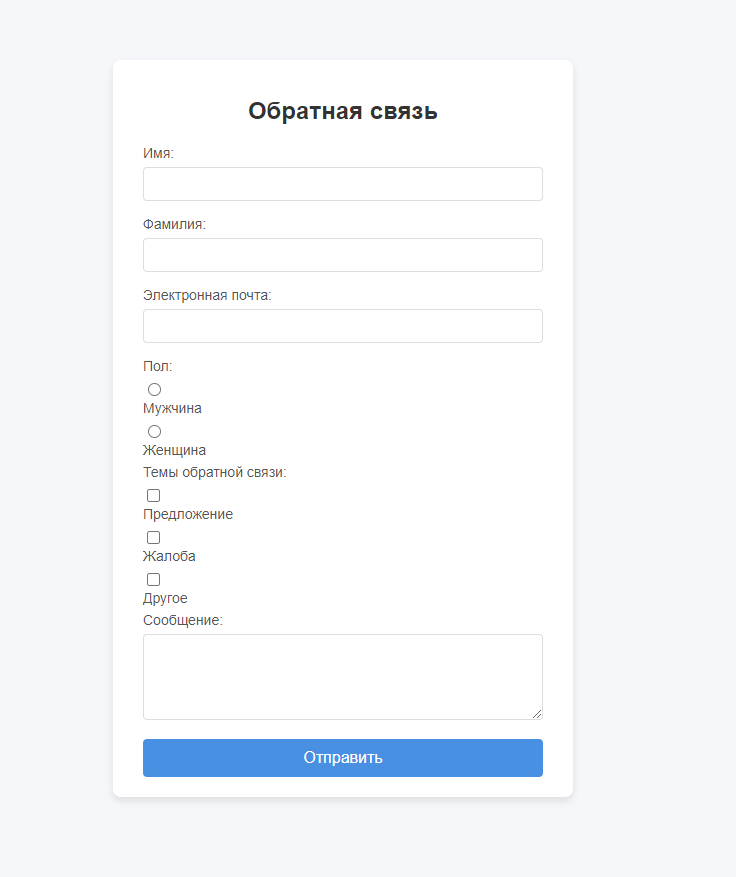 Обратная связь
Имя:
Фамилия:
Электронная почта:
Пол:
Мужчина
Женщина
Темы обратной связи:
Предложение
Жалоба
Другое
Сообщение:
Отправить